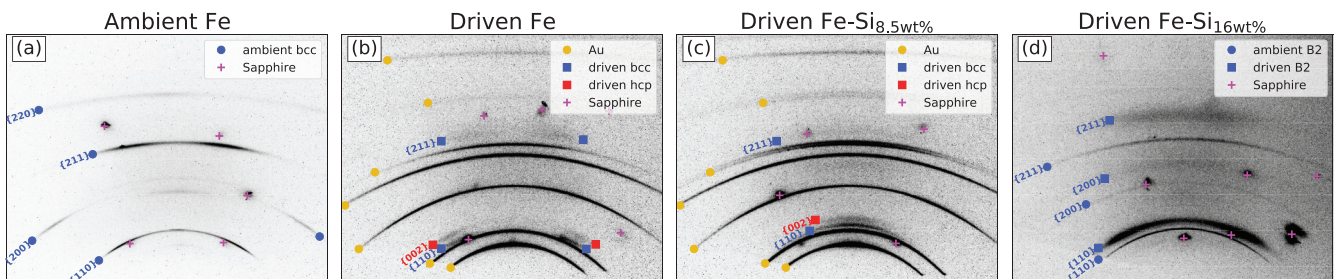 Ambient Fe
(a)
ambient bcc
Sapphire
{220}
{211}
{200}
{110}
Driven Fe
(b)
Au
driven bcc
driven hcp
Sapphire
{211}
{002}
{110}
Driven Fe-Si8.5wt%
(c)
Au
driven bcc
driven hcp
Sapphire
{211}
{002}
{110}
Driven Fe-Si16wt%
(d)
ambient B2
driven B2
Sapphire
{211}
{211}
{200}
{200}
{110}
{110}